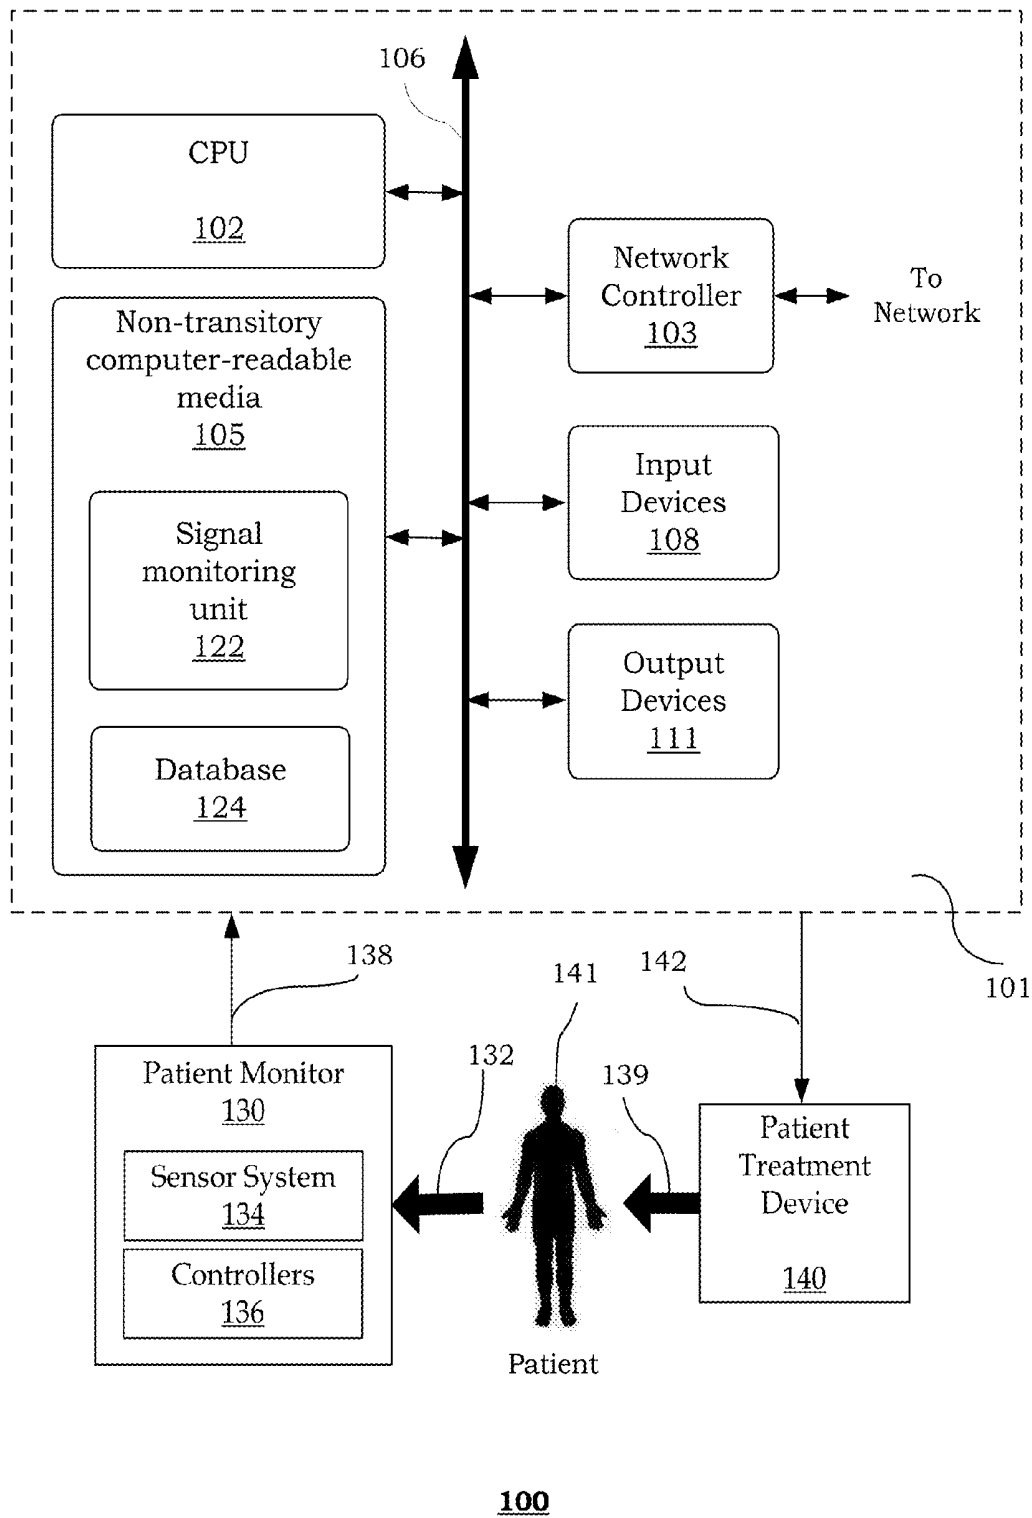 106
CPU
102
Network
Controller
103
To
Network
Non-transitory
computer-readable
media
105
Input
Devices
108
Signal
monitoring
unit
122
Output
Devices
111
Database
124
138
141
142
101
132
139
Patient Monitor
130
Sensor System
134
Controllers
136
Patient
Treatment
Device
140
Patient
100